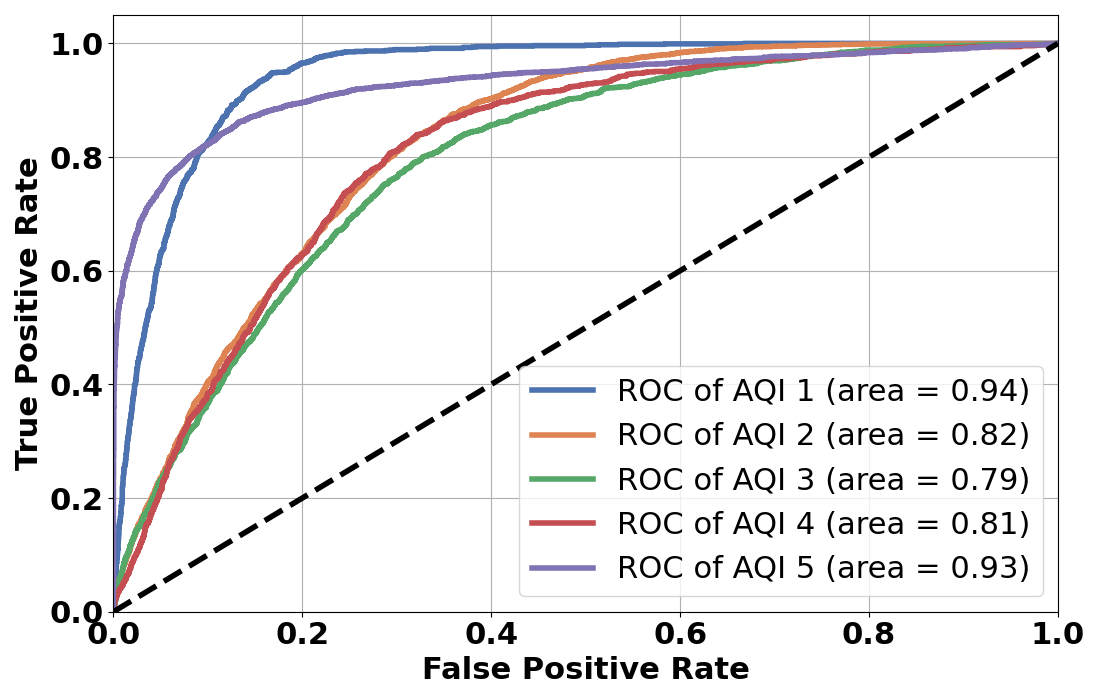 1.0
0.8
0.6
0.4
0.2
0.0
True Positive Rate
ROC of AQI 1 (area = 0.94)
ROC of AQI 2 (area = 0.82)
ROC of AQI 3 (area = 0.79)
ROC of AQI 4 (area = 0.81)
ROC of AQI 5 (area = 0.93)
0.0 0.2 0.4 0.6 0.8 1.0
False Positive Rate